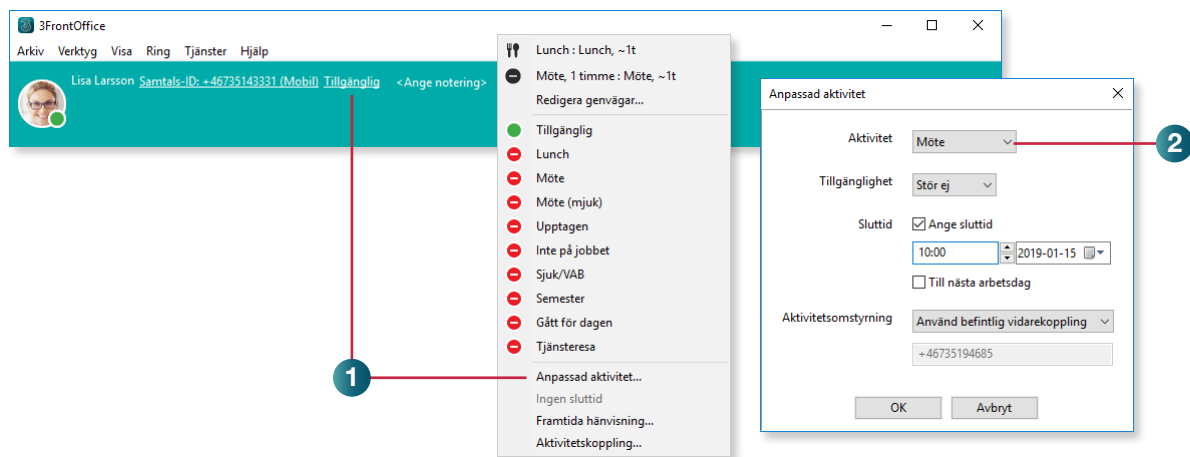 3FrontOffice
Arkiv Verktyg Visa Ring Tjänster Hjälp
Lisa Larsson Samtals-ID: +46735143331 (Mobil) Tillgänglig <Ange notering>
Lunch : Lunch, ~1t
Möte, 1 timme : Möte, ~1t
Redigera genvägar...
Tillgänglig
Lunch
Möte
Möte (mjuk)
Upptagen
Inte på jobbet
Sjuk/VAB
Semester
Gått för dagen
Tjänsteresa
Anpassad aktivitet...
Ingen sluttid
Framtida hänvisning...
Aktivitetskoppling...
1
Anpassad aktivitet
Aktivitet Möte
2
Tillgänglighet Stör ej
Sluttid Ange sluttid
10:00 2019-01-15
Till nästa arbetsdag
Aktivitetsomstyrning Använd befintlig vidarekoppling
+46735194685
OK Avbryt